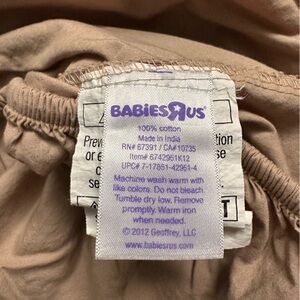 BABIESRUS
100% cotton
Made in India
RN# 67391 / CA#10735
Item# 6742951K12
UPC# 7-17851-42951-4
Machine wash warm with
like colors. Do not bleach.
Tumble dry low. Remove
promptly. Warm iron
when needed.
© 2012 Geoffrey, LLC
www.babiesrus.com